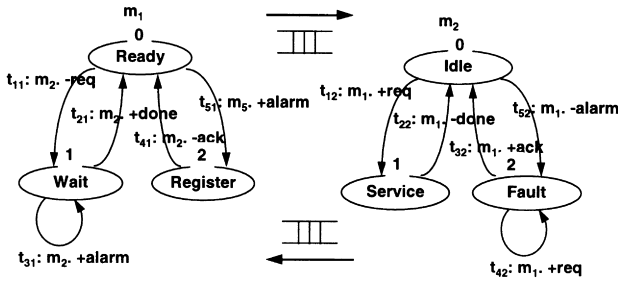 m1
0
Ready
t11: m2. -req
t21: m2. +done
t51: m5. +alarm
t41: m2. -ack
1
2
Wait
Register
t31: m2. +alarm
m2
0
Idle
t12: m1. +req
t22: m1. -done
t52: m1. -alarm
t32: m1. +ack
1
2
Service
Fault
t42: m1. +req